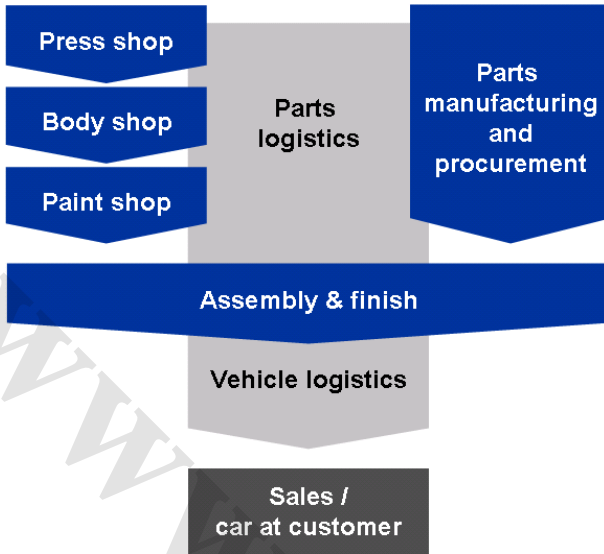 Press shop
Body shop
Paint shop
Parts
logistics
Parts
manufacturing
and
procurement
Assembly & finish
Vehicle logistics
Sales /
car at customer
WWW